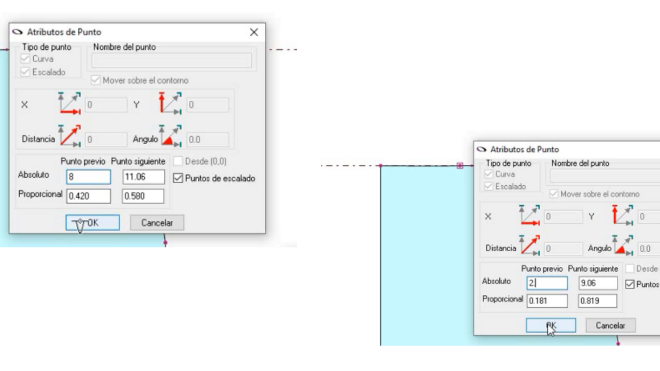 Atributos de Punto
Tipo de punto Nombre del punto
Curva
Escalado
Mover sobre el contorno
X 0 Y 0
Distancia 0 Angulo 0.0
Punto previo Punto siguiente Desde (0,0)
Absoluto 8 11.06 Puntos de escalado
Proporcional 0.420 0.580
OK Cancelar
Atributos de Punto
Tipo de punto Nombre del punto
Curva
Escalado
Mover sobre el contorno
X 0 Y 0
Distancia 0 Angulo 0.0
Punto previo Punto siguiente Desde
Absoluto 2. 9.06 Puntos
Proporcional 0.181 0.819
OK Cancelar